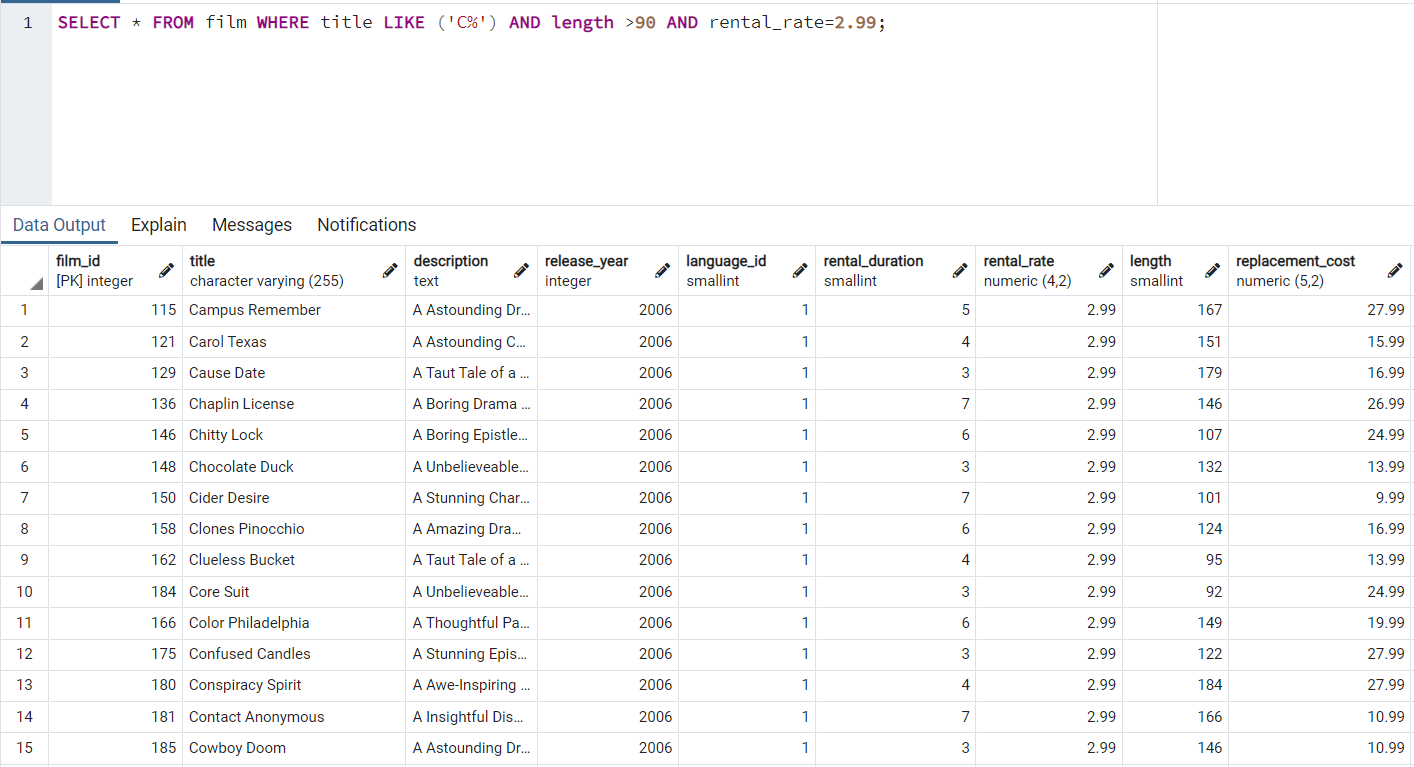 1 SELECT * FROM film WHERE title LIKE ('C%') AND length >90 AND rental_rate=2.99;
Data Output Explain Messages Notifications
film_id title description release_year language_id rental_duration rental_rate length replacement_cost
[PK] integer character varying (255) text integer smallint smallint numeric (4,2) smallint numeric (5,2)
1 115 Campus Remember A Astounding Dr... 2006 1 5 2.99 167 27.99
2 121 Carol Texas A Astounding C... 2006 1 4 2.99 151 15.99
3 129 Cause Date A Taut Tale of a ... 2006 1 3 2.99 179 16.99
4 136 Chaplin License A Boring Drama ... 2006 1 7 2.99 146 26.99
5 146 Chitty Lock A Boring Epistle... 2006 1 6 2.99 107 24.99
6 148 Chocolate Duck A Unbelieveable... 2006 1 3 2.99 132 13.99
7 150 Cider Desire A Stunning Char... 2006 1 7 2.99 101 9.99
8 158 Clones Pinocchio A Amazing Dra... 2006 1 6 2.99 124 16.99
9 162 Clueless Bucket A Taut Tale of a ... 2006 1 4 2.99 95 13.99
10 184 Core Suit A Unbelieveable... 2006 1 3 2.99 92 24.99
11 166 Color Philadelphia A Thoughtful Pa... 2006 1 6 2.99 149 19.99
12 175 Confused Candles A Stunning Epis... 2006 1 3 2.99 122 27.99
13 180 Conspiracy Spirit A Awe-Inspiring ... 2006 1 4 2.99 184 27.99
14 181 Contact Anonymous A Insightful Dis... 2006 1 7 2.99 166 10.99
15 185 Cowboy Doom A Astounding Dr... 2006 1 3 2.99 146 10.99